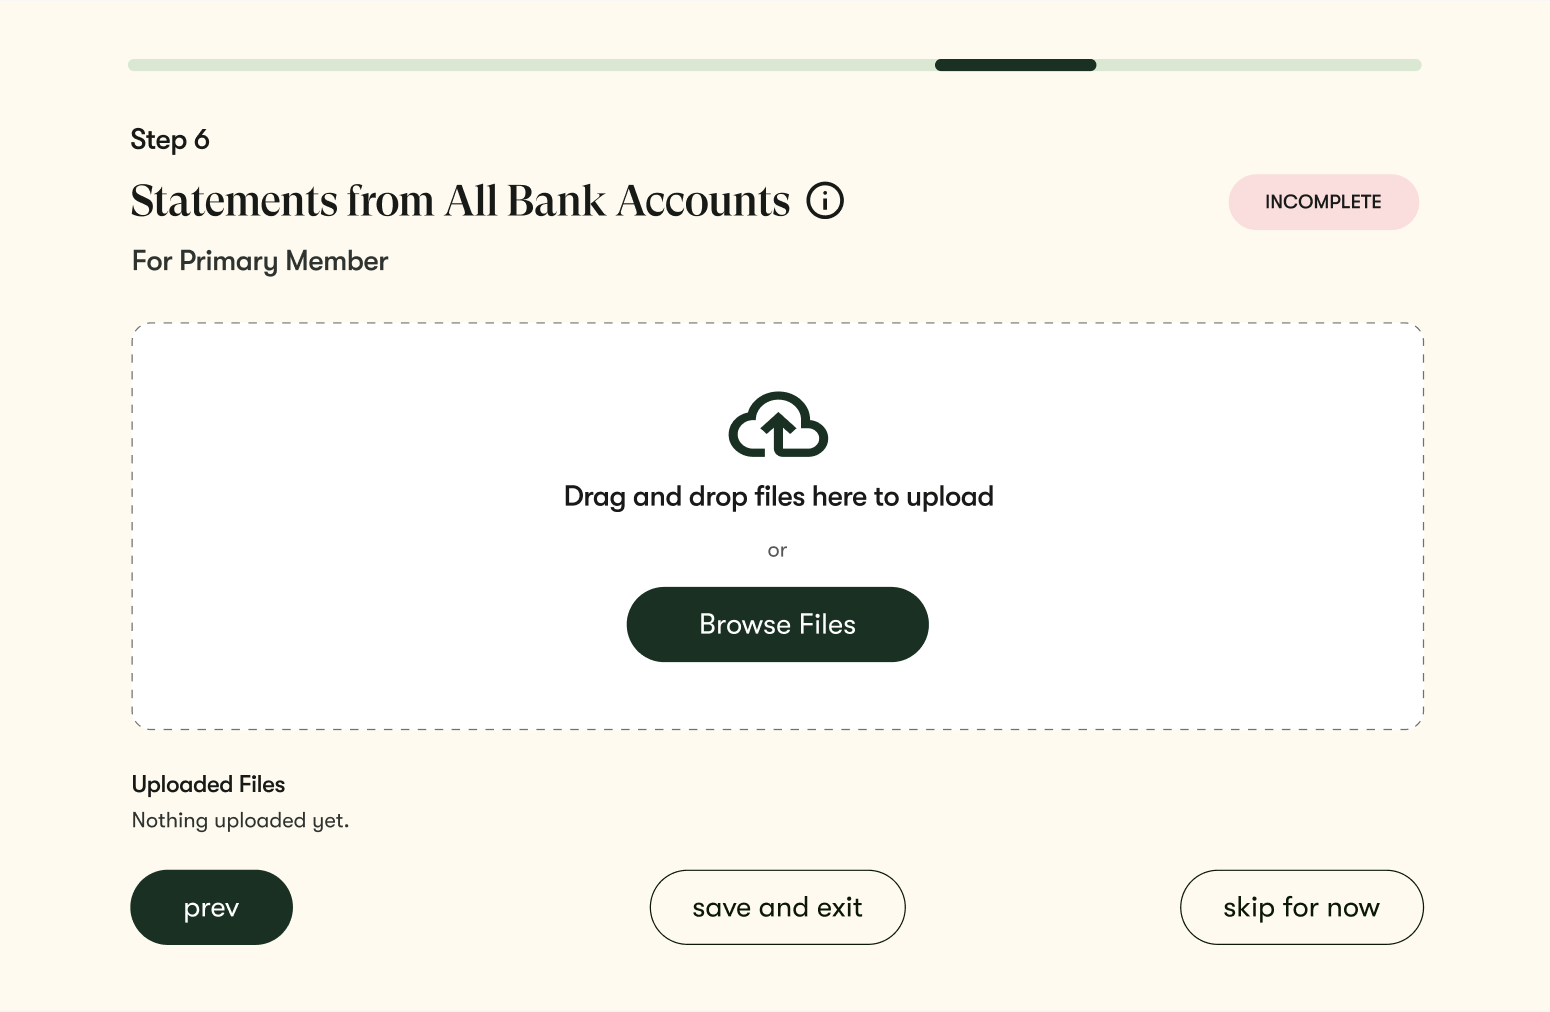 Step 6
Statements from All Bank Accounts
INCOMPLETE
For Primary Member
Drag and drop files here to upload
or
Browse Files
Uploaded Files
Nothing uploaded yet.
prev
save and exit
skip for now